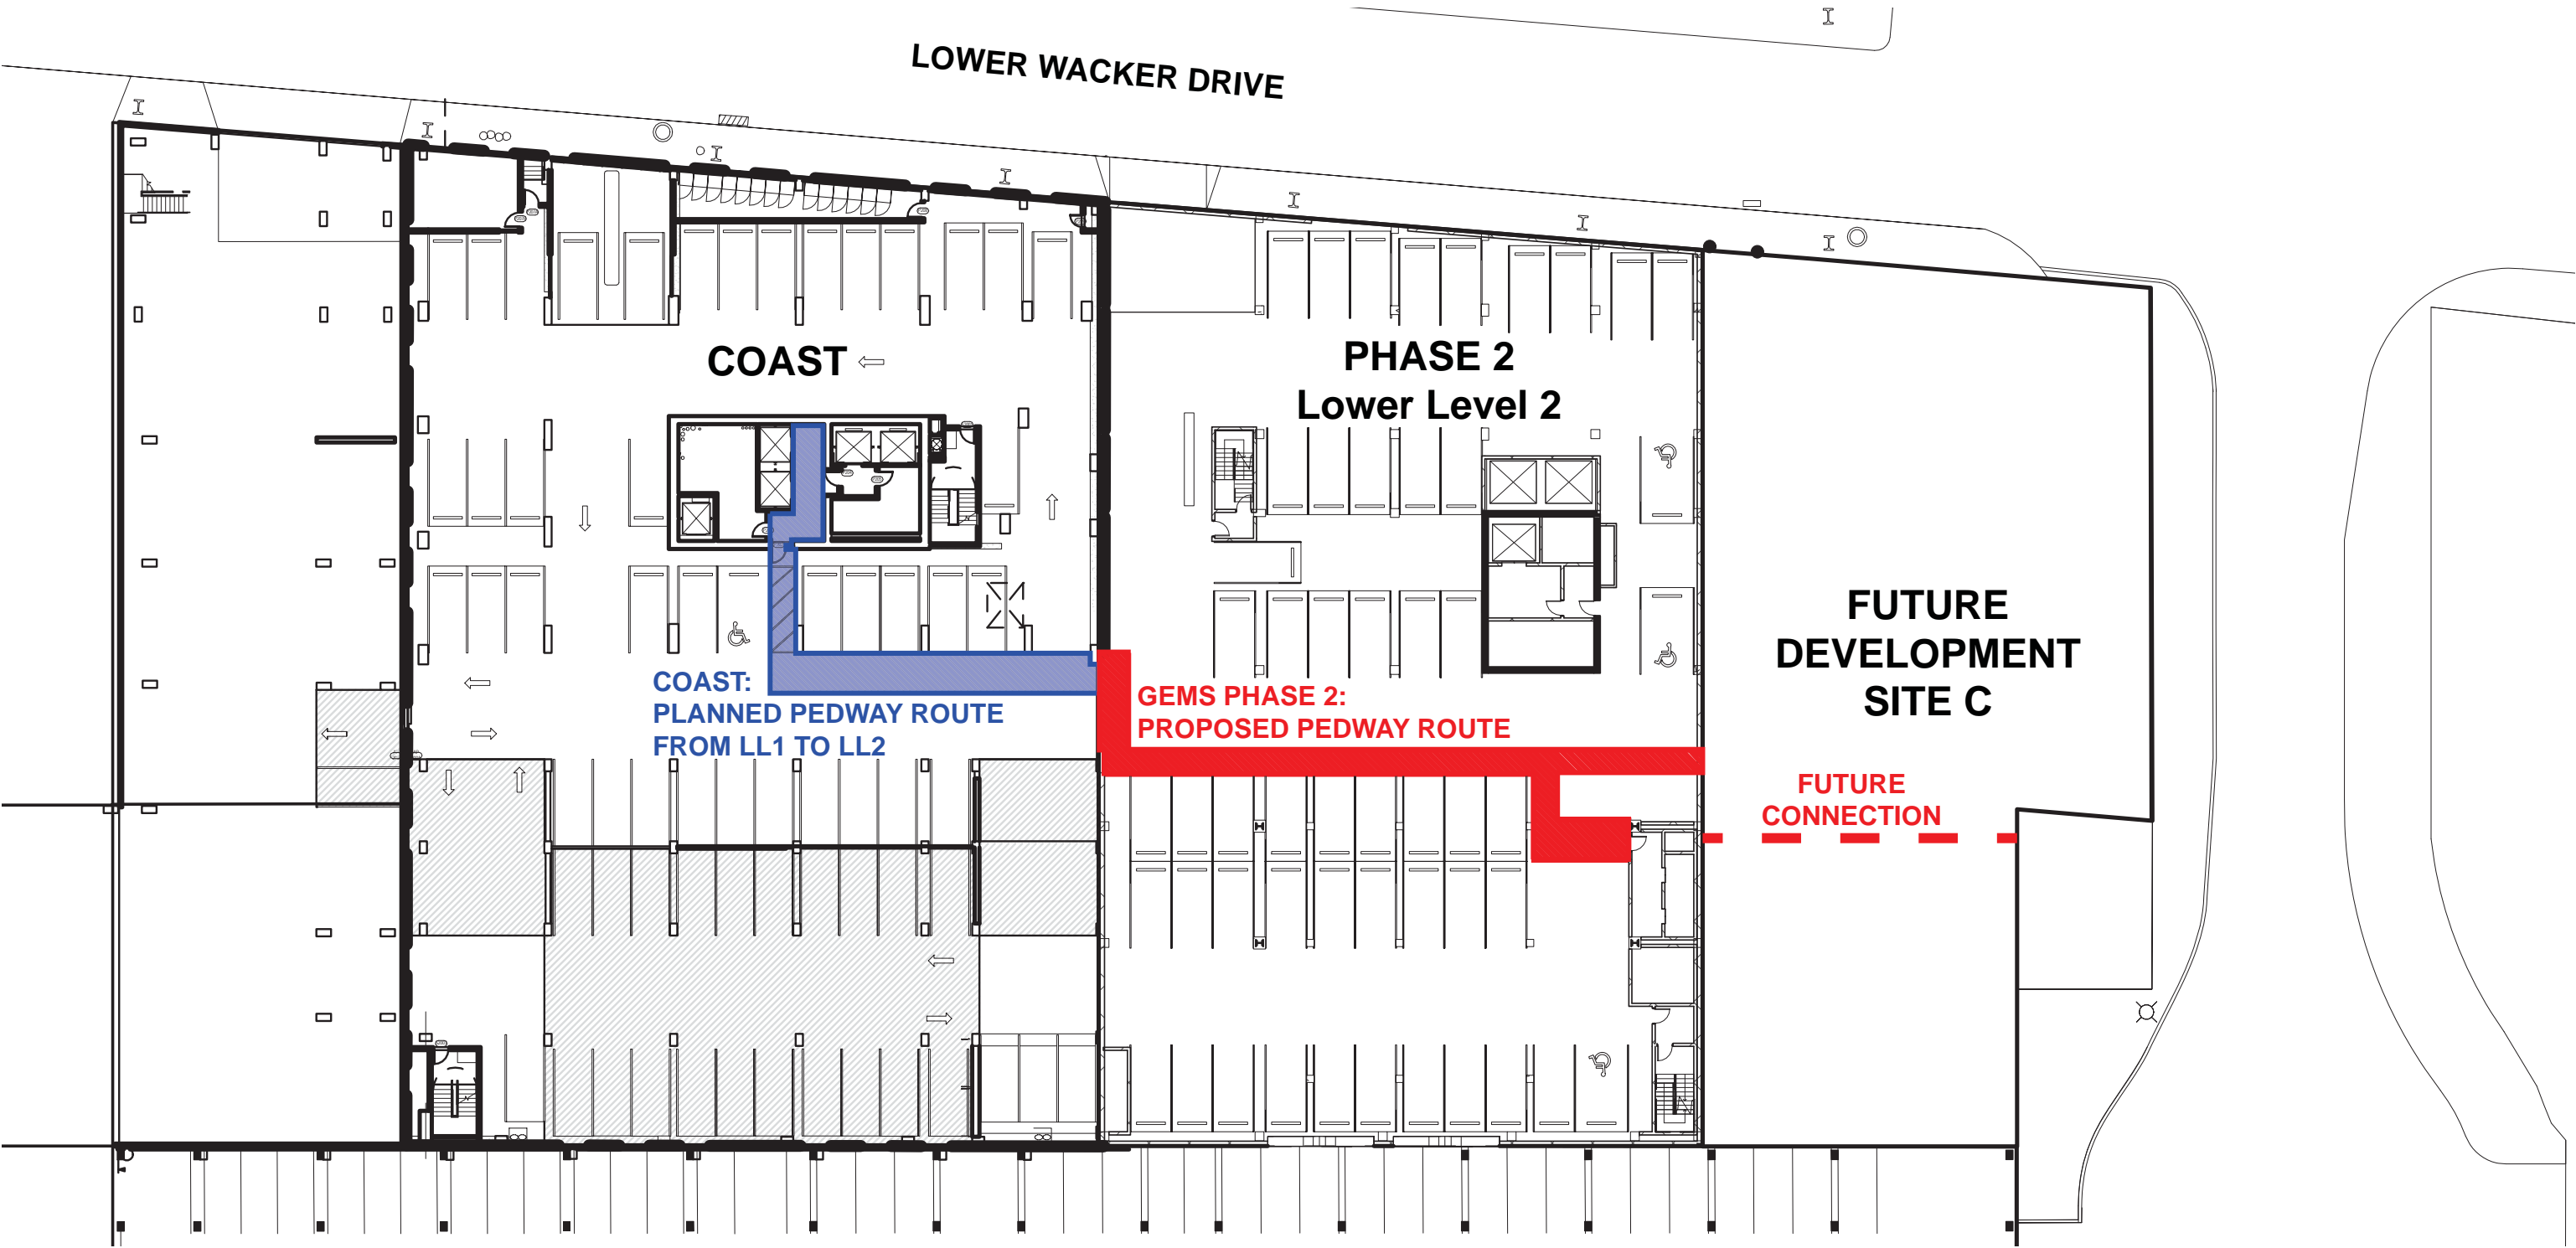 LOWER WACKER DRIVE
COAST
PHASE 2
Lower Level 2
FUTURE
DEVELOPMENT
SITE C
COAST:
PLANNED PEDWAY ROUTE
FROM LL1 TO LL2
GEMS PHASE 2:
PROPOSED PEDWAY ROUTE
FUTURE
CONNECTION